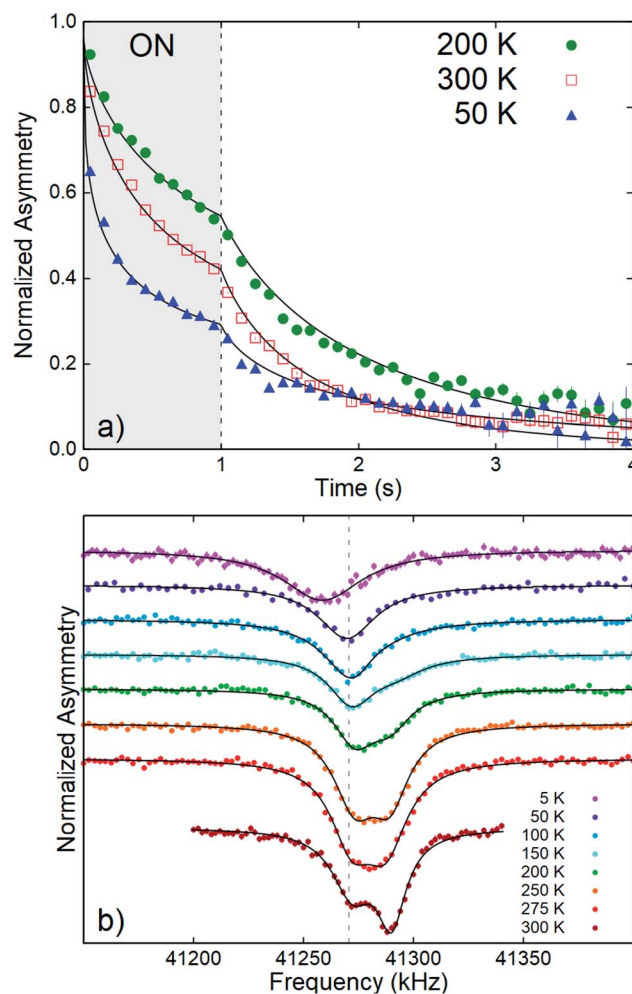 ON
200 K
300 K
50 K
Normalized Asymmetry
1.0
0.8
0.6
0.4
0.2
0.0
a)
0 1 2 3 4
Time (s)
Normalized Asymmetry
5 K
50 K
100 K
150 K
200 K
250 K
275 K
300 K
b)
41200 41250 41300 41350
Frequency (kHz)